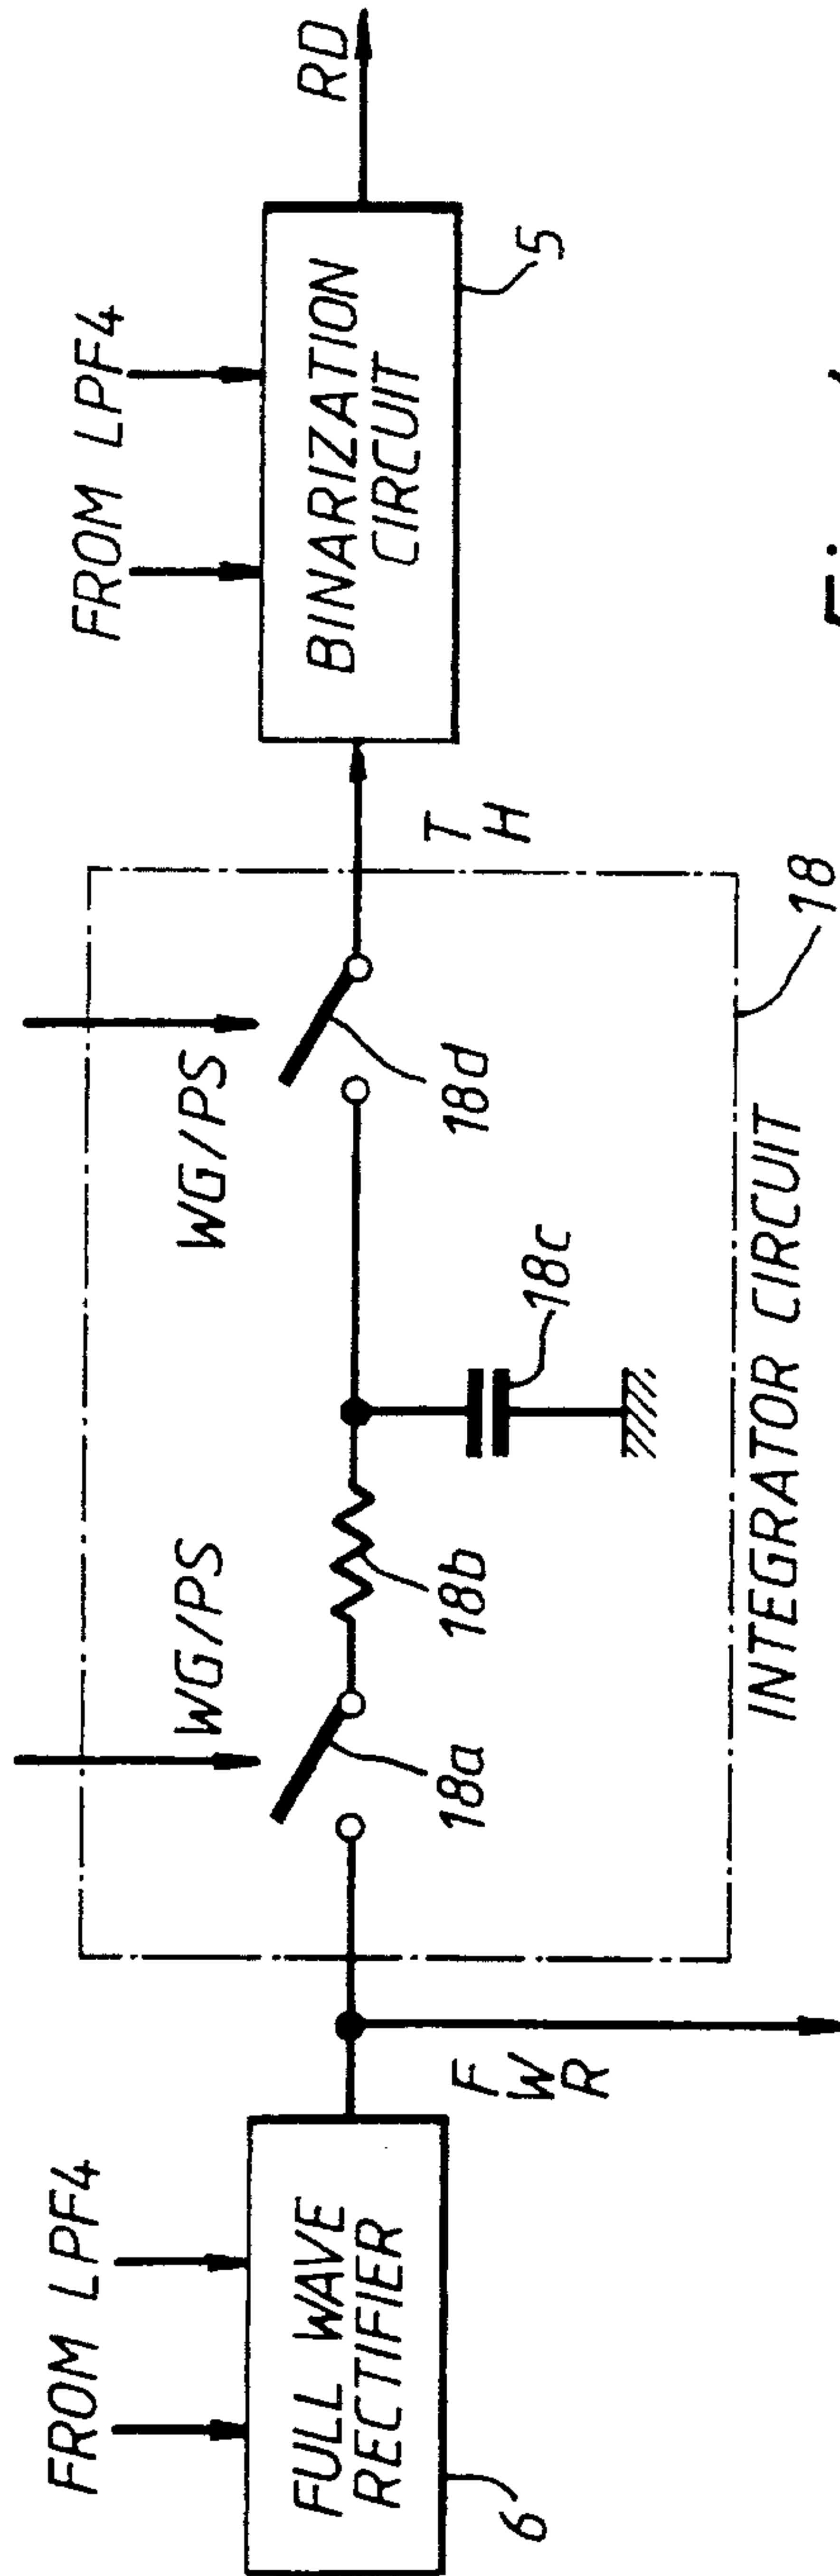 FROM LPF4
FULL WAVE
RECTIFIER
6
F
W
R
WG/PS
18a
18b
18c
WG/PS
18d
INTEGRATOR CIRCUIT
18
T
H
FROM LPF4
BINARIZATION
CIRCUIT
5
RD